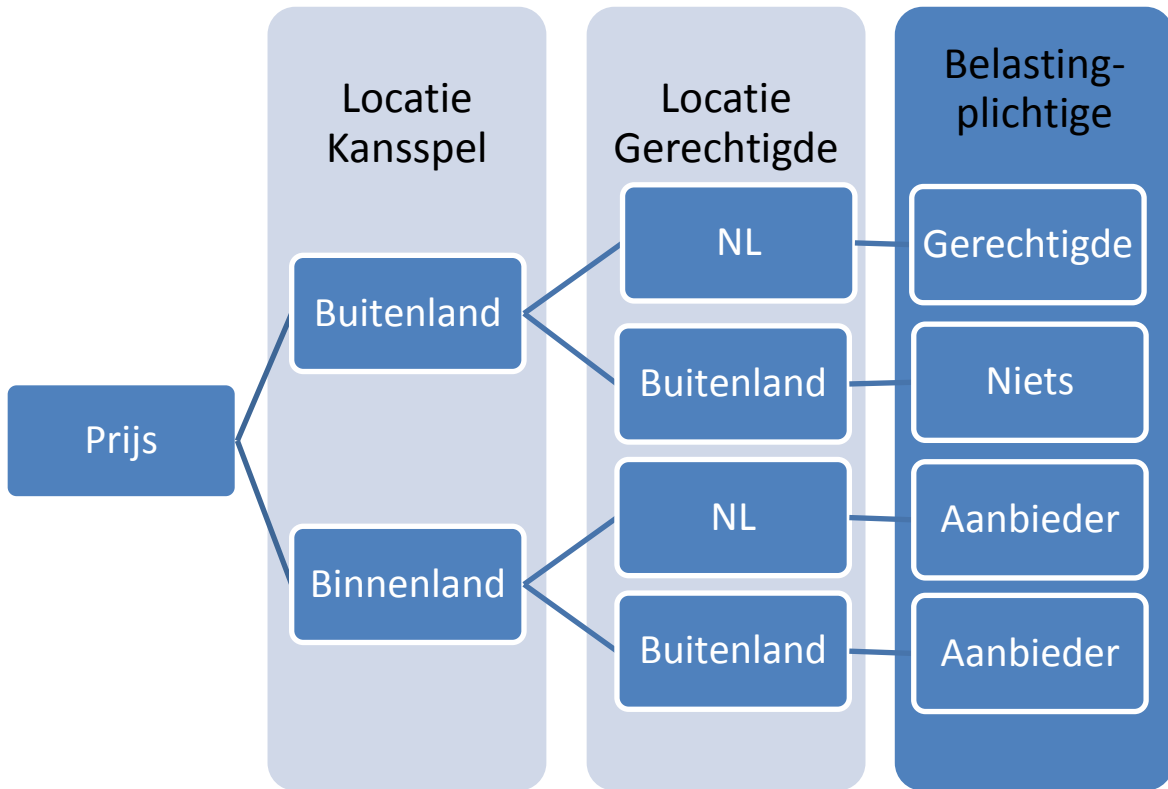 Locatie
Kansspel
Locatie
Gerechtigde
Belasting-
plichtige
Prijs
Buitenland
NL
Gerechtigde
Buitenland
Niets
Binnenland
NL
Aanbieder
Buitenland
Aanbieder